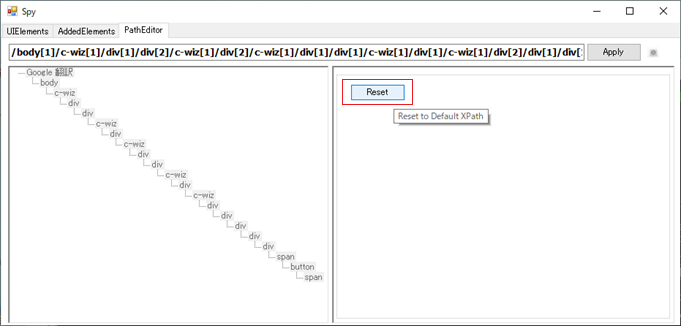 Spy
UIElements AddedElements PathEditor
/body[1]/c-wiz[1]/div[1]/div[2]/c-wiz[1]/div[2]/c-wiz[1]/div[1]/div[1]/c-wiz[1]/div[1]/c-wiz[1]/div[2]/div[1]/div[
Apply
Google 翻訳
body
c-wiz
div
div
c-wiz
div
c-wiz
div
div
c-wiz
div
c-wiz
div
div
div
div
div
span
button
span
Reset
Reset to Default XPath